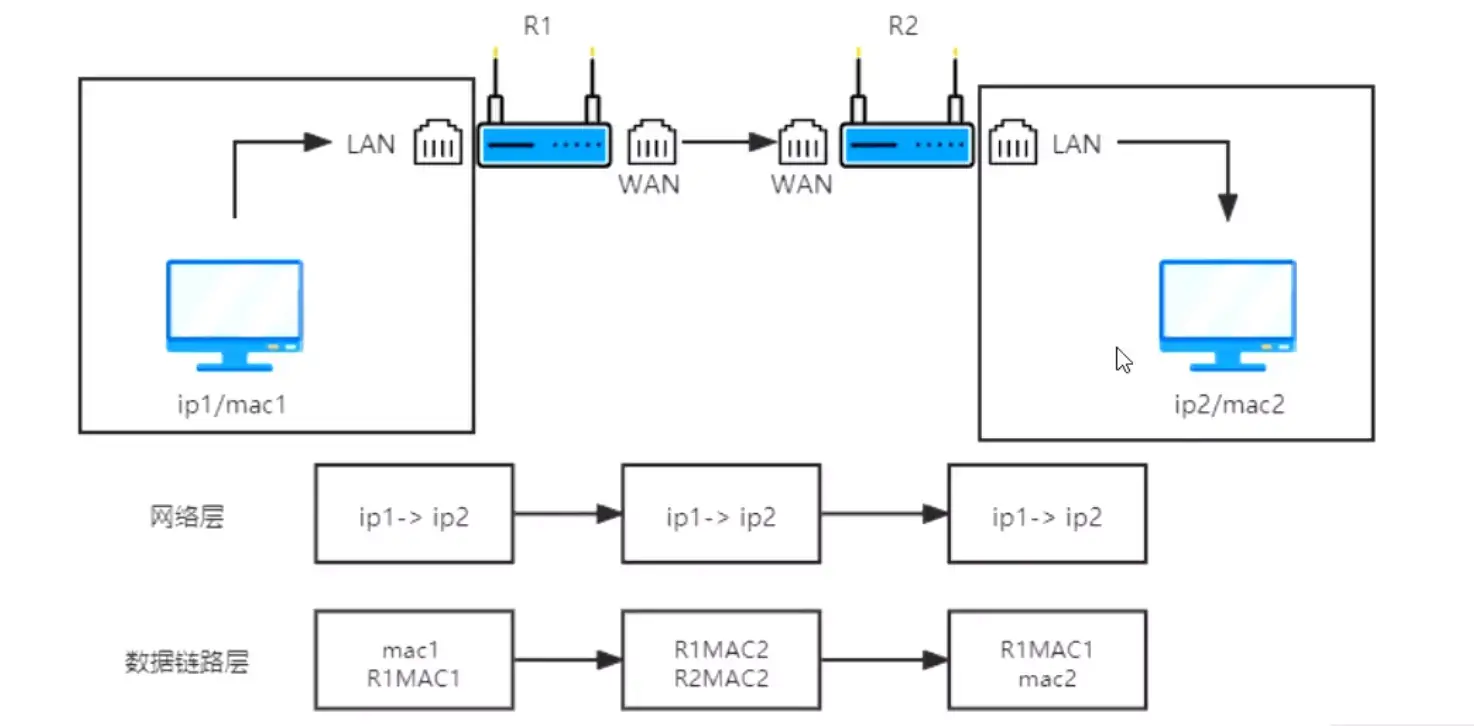 R1
R2
LAN
WAN
WAN
LAN
ip1/mac1
ip2/mac2
网络层
ip1-> ip2
ip1-> ip2
ip1-> ip2
数据链路层
mac1
R1MAC1
R1MAC2
R2MAC2
R1MAC1
mac2